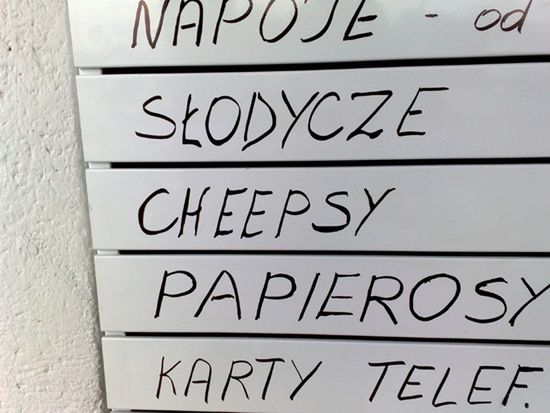 NAPOJE - od
SŁODYCZE
CHEEPSY
PAPIEROSY
KARTY TELEF.